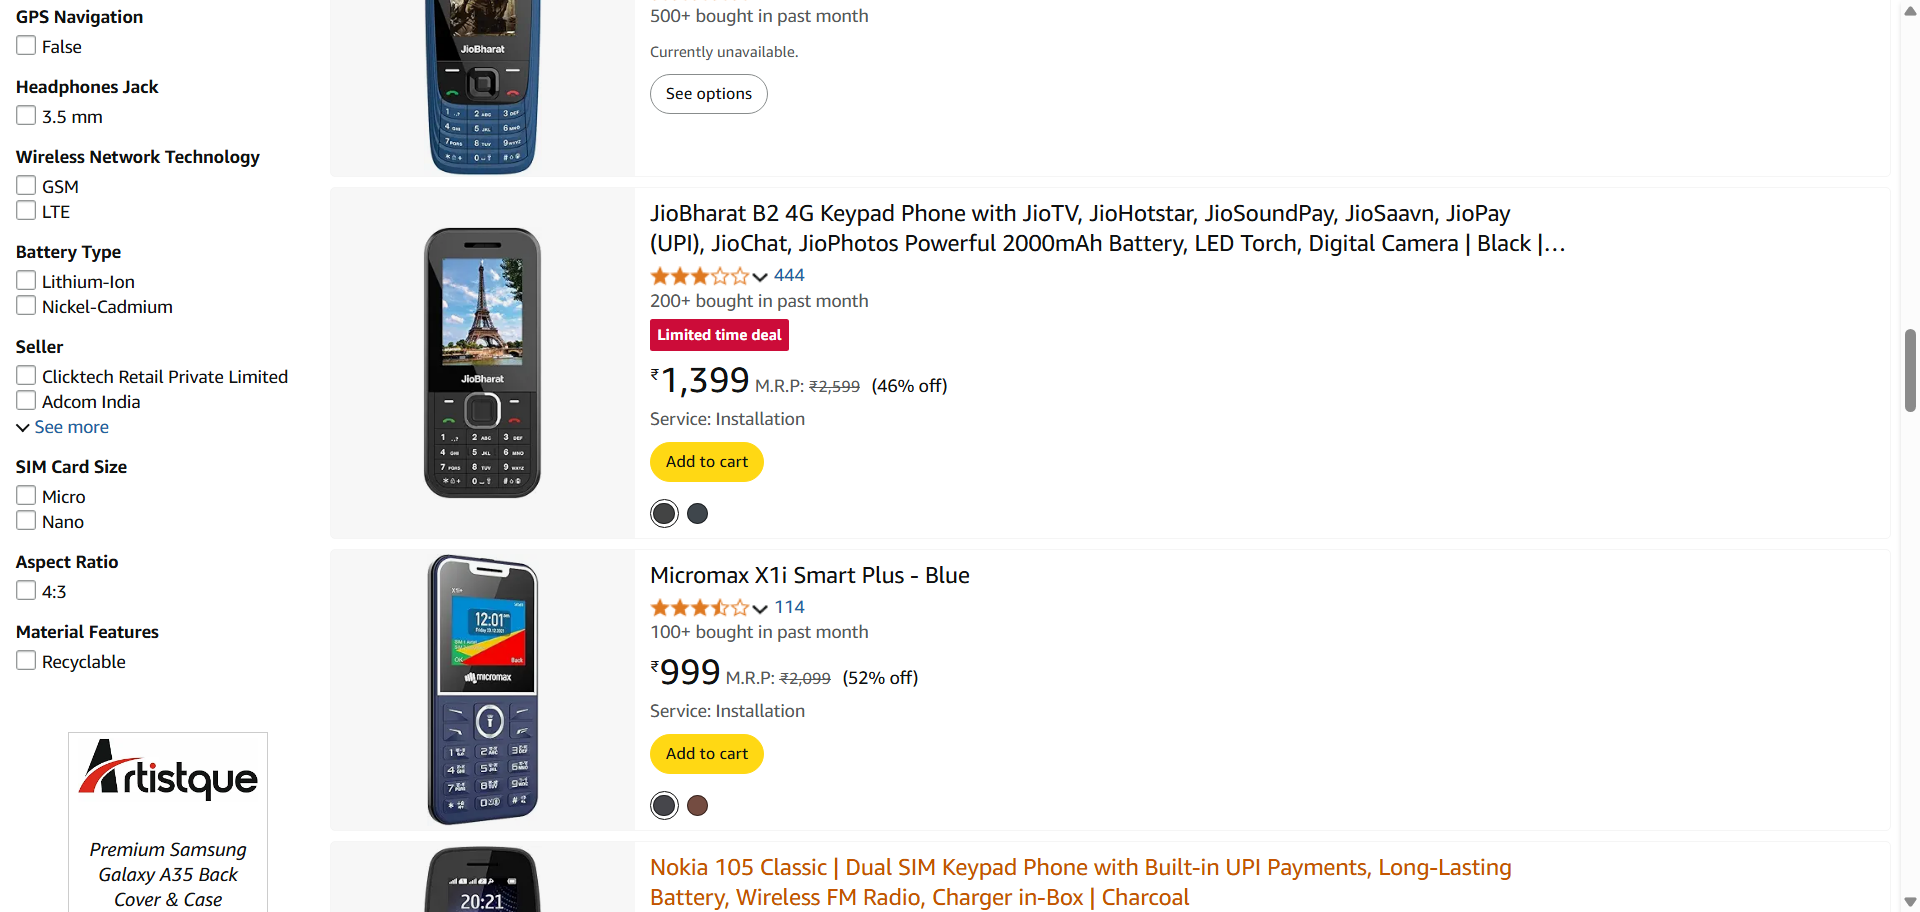 GPS Navigation
False
Headphones Jack
3.5 mm
Wireless Network Technology
GSM
LTE
Battery Type
Lithium-Ion
Nickel-Cadmium
Seller
Clicktech Retail Private Limited
Adcom India
See more
SIM Card Size
Micro
Nano
Aspect Ratio
4:3
Material Features
Recyclable
Artistque
Premium Samsung
Galaxy A35 Back
Cover & Case
JioBharat
500+ bought in past month
Currently unavailable.
See options
JioBharat
JioBharat B2 4G Keypad Phone with JioTV, JioHotstar, JioSoundPay, JioSaavn, JioPay
(UPI), JioChat, JioPhotos Powerful 2000mAh Battery, LED Torch, Digital Camera | Black |...
444
200+ bought in past month
Limited time deal
₹1,399 M.R.P: ₹2,599 (46% off)
Service: Installation
Add to cart
X1i+
12:01
Back
micromax
Micromax X1i Smart Plus - Blue
114
100+ bought in past month
₹999 M.R.P: ₹2,099 (52% off)
Service: Installation
Add to cart
20:21
Nokia 105 Classic | Dual SIM Keypad Phone with Built-in UPI Payments, Long-Lasting
Battery, Wireless FM Radio, Charger in-Box | Charcoal